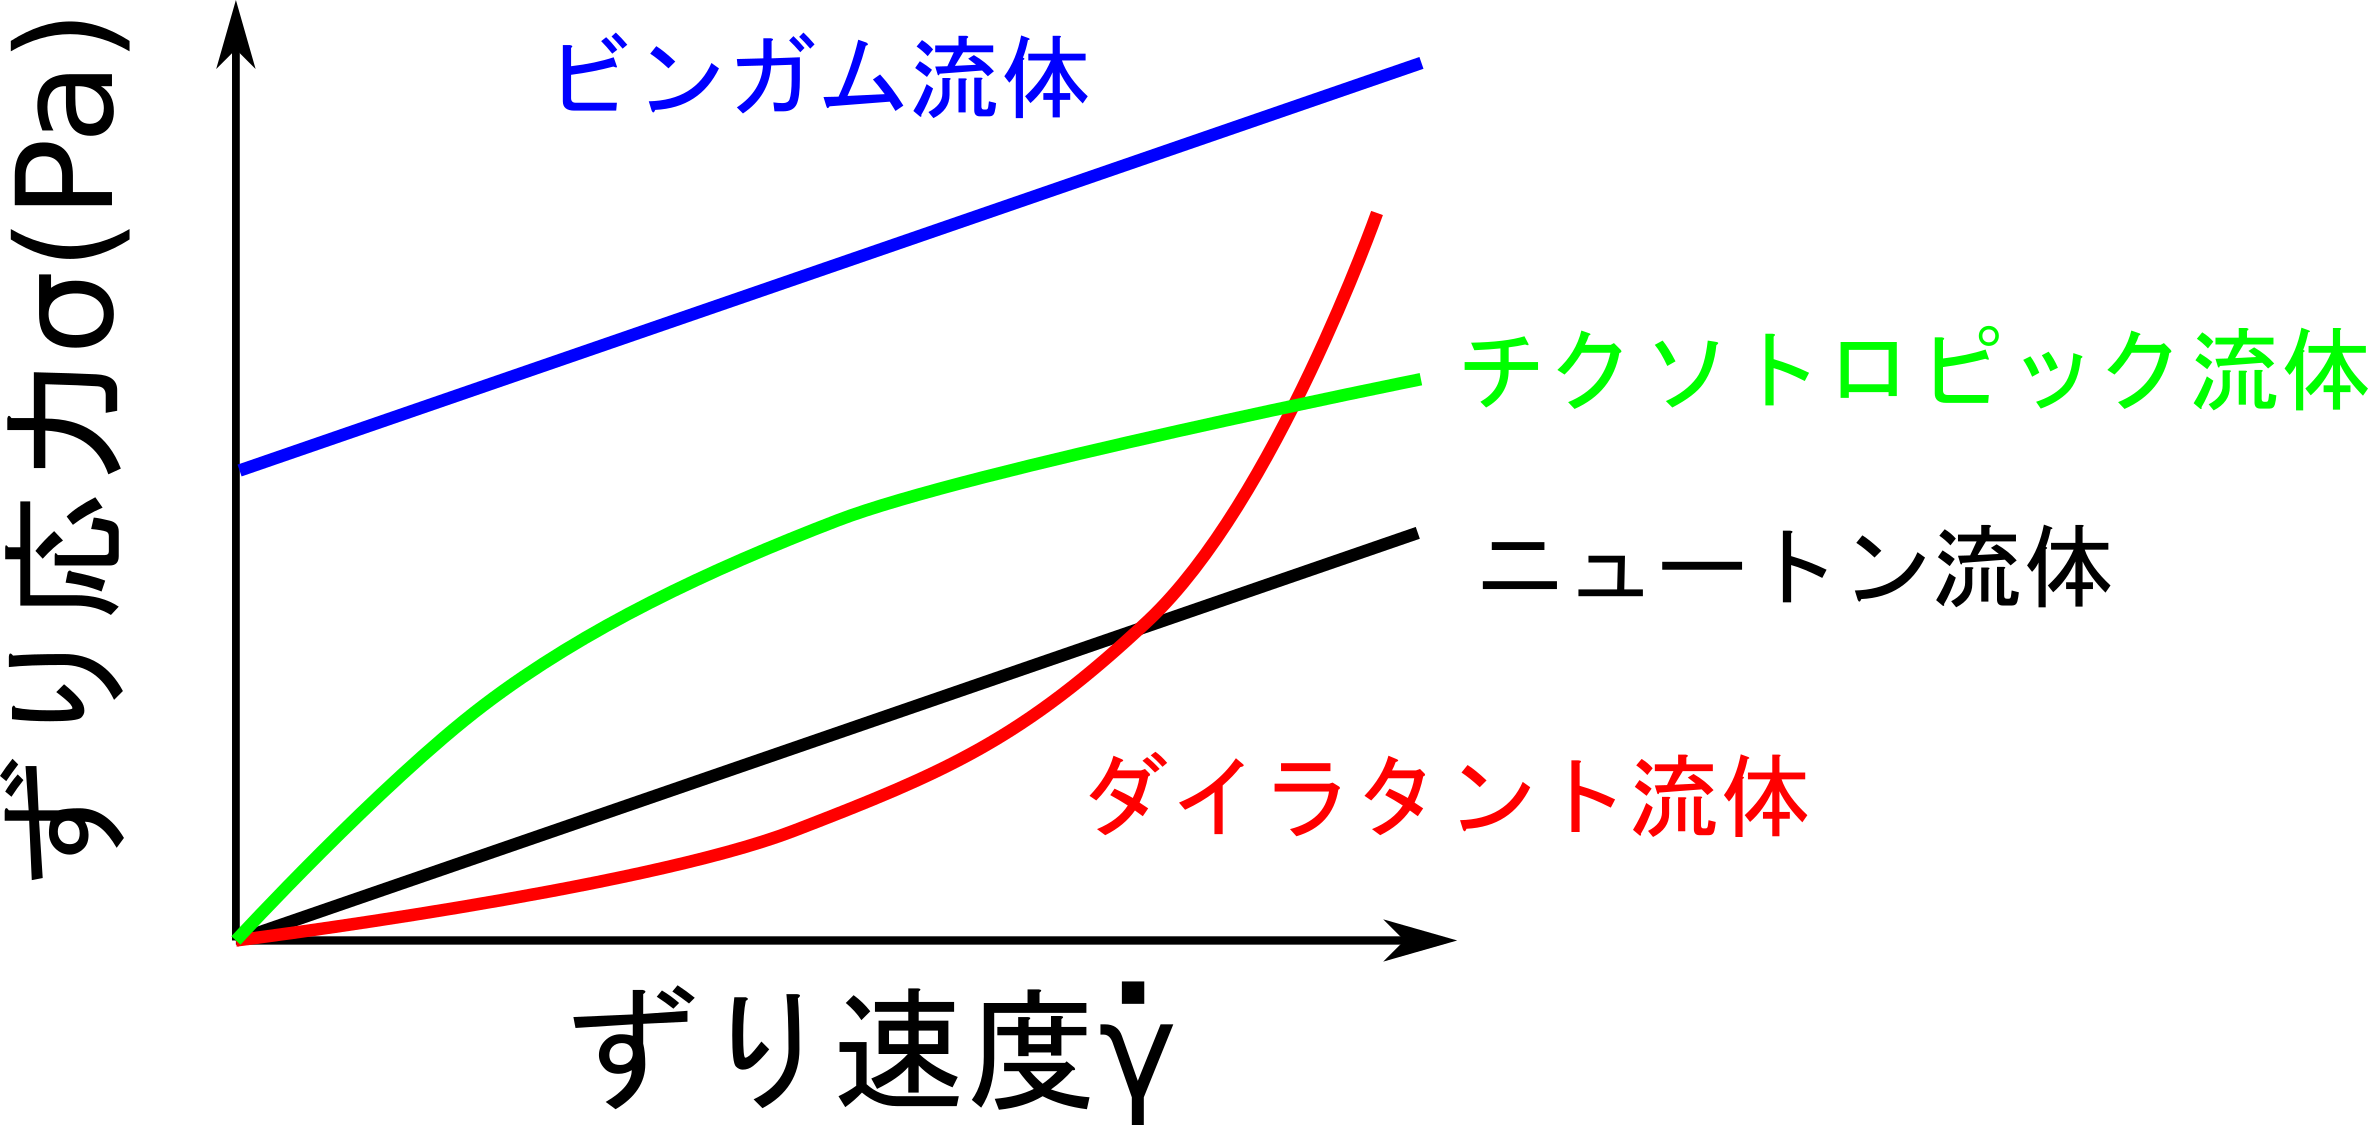 ずり応力σ(Pa)
ビンガム流体
チクソトロピック流体
ニュートン流体
ダイラタント流体
ずり速度γ̇